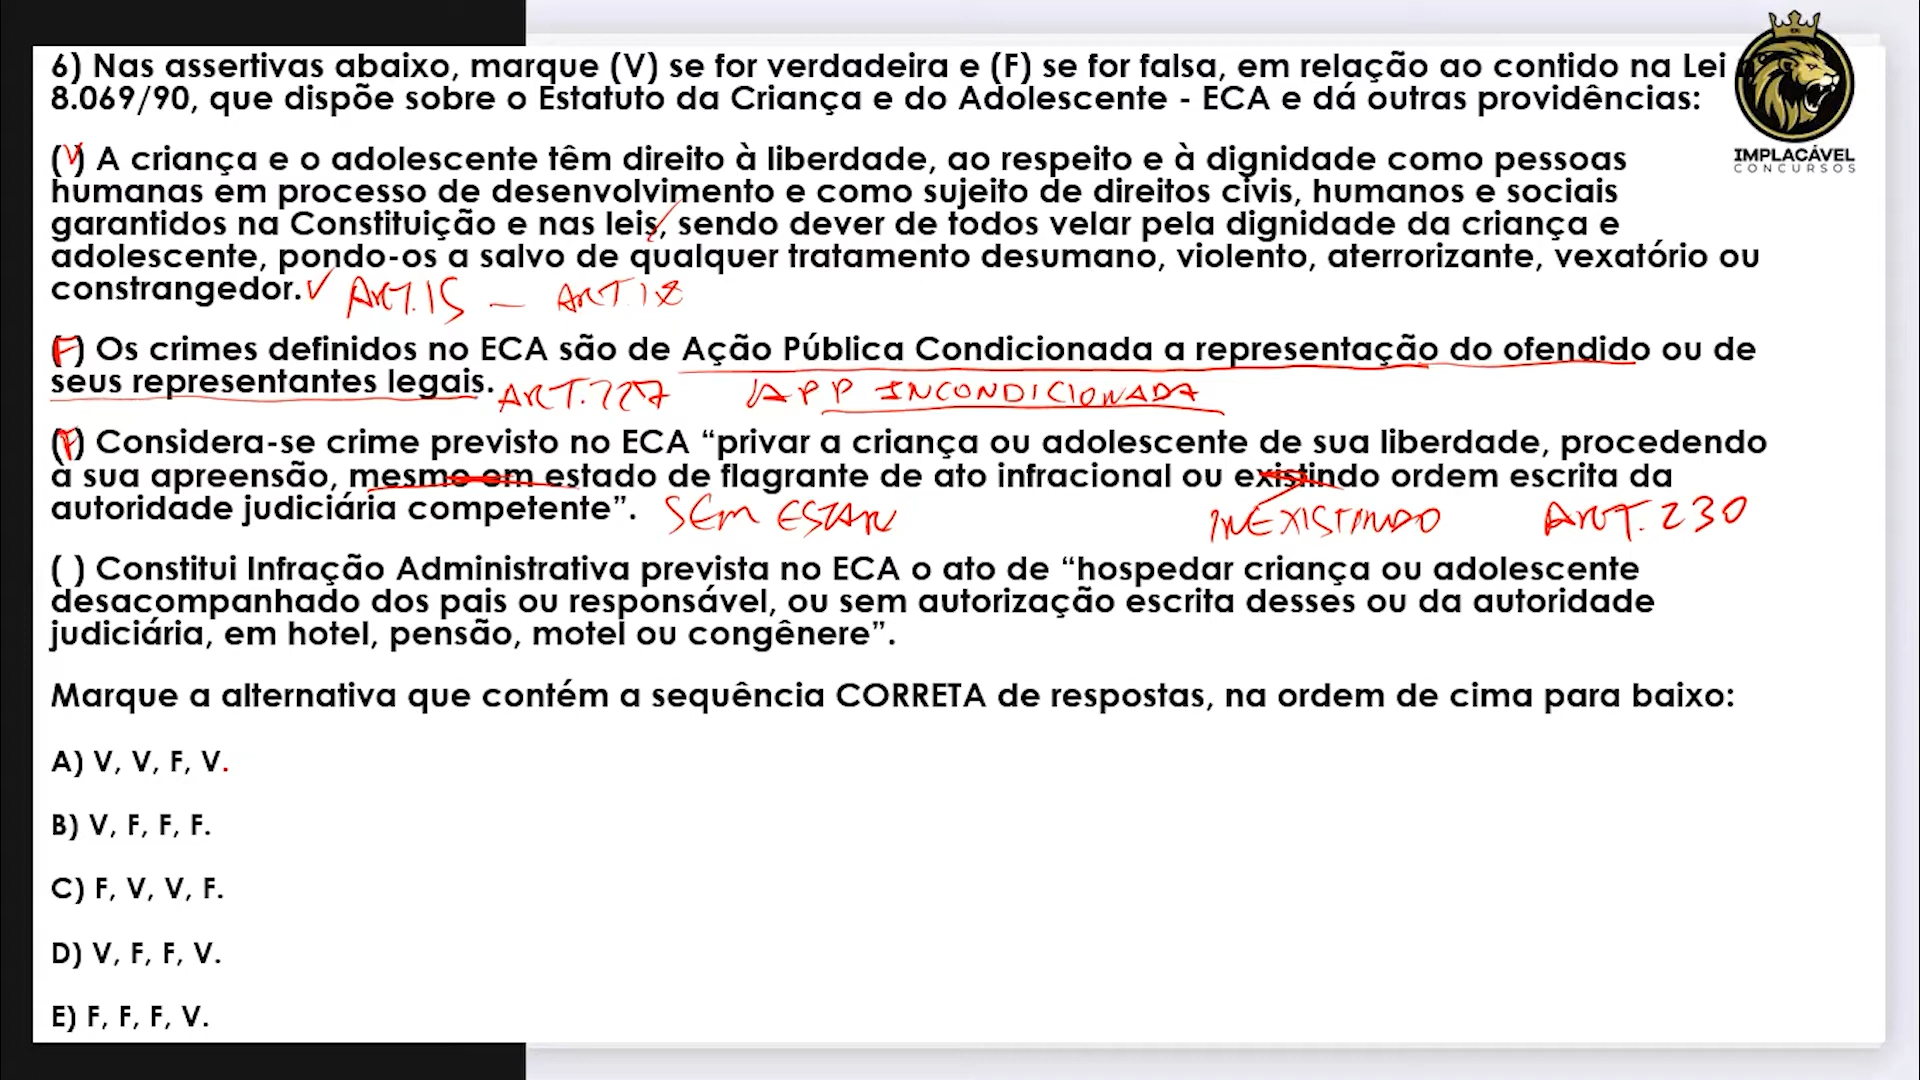 6) Nas assertivas abaixo, marque (V) se for verdadeira e (F) se for falsa, em relação ao contido na Lei
8.069/90, que dispõe sobre o Estatuto da Criança e do Adolescente - ECA e dá outras providências:
IMPLACÁVEL
CONCURSOS
(V) A criança e o adolescente têm direito à liberdade, ao respeito e à dignidade como pessoas
humanas em processo de desenvolvimento e como sujeito de direitos civis, humanos e sociais
garantidos na Constituição e nas leis, sendo dever de todos velar pela dignidade da criança e
adolescente, pondo-os a salvo de qualquer tratamento desumano, violento, aterrorizante, vexatório ou
constrangedor. ART.15 - ART.18
(F) Os crimes definidos no ECA são de Ação Pública Condicionada a representação do ofendido ou de
seus representantes legais. ART.227 APP INCONDICIONADA
(F) Considera-se crime previsto no ECA “privar a criança ou adolescente de sua liberdade, procedendo
à sua apreensão, mesmo em estado de flagrante de ato infracional ou existindo ordem escrita da
autoridade judiciária competente”. SEM ESTAR INEXISTINDO ART.230
( ) Constitui Infração Administrativa prevista no ECA o ato de “hospedar criança ou adolescente
desacompanhado dos pais ou responsável, ou sem autorização escrita desses ou da autoridade
judiciária, em hotel, pensão, motel ou congênere”.
Marque a alternativa que contém a sequência CORRETA de respostas, na ordem de cima para baixo:
A) V, V, F, V.
B) V, F, F, F.
C) F, V, V, F.
D) V, F, F, V.
E) F, F, F, V.